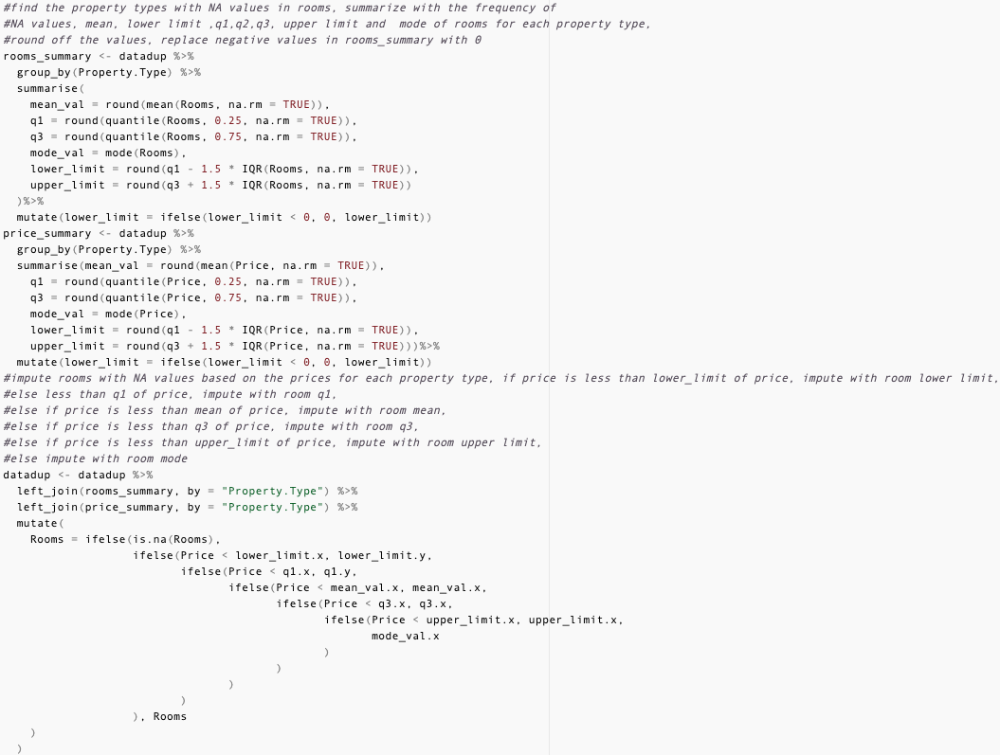 #find the property types with NA values in rooms, summarize with the frequency of
#NA values, mean, lower limit ,q1,q2,q3, upper limit and  mode of rooms for each property type,
#round off the values, replace negative values in rooms_summary with 0
rooms_summary <- datadup %>%
  group_by(Property.Type) %>%
  summarise(
    mean_val = round(mean(Rooms, na.rm = TRUE)),
    q1 = round(quantile(Rooms, 0.25, na.rm = TRUE)),
    q3 = round(quantile(Rooms, 0.75, na.rm = TRUE)),
    mode_val = mode(Rooms),
    lower_limit = round(q1 - 1.5 * IQR(Rooms, na.rm = TRUE)),
    upper_limit = round(q3 + 1.5 * IQR(Rooms, na.rm = TRUE))
  )%>%
  mutate(lower_limit = ifelse(lower_limit < 0, 0, lower_limit))
price_summary <- datadup %>%
  group_by(Property.Type) %>%
  summarise(mean_val = round(mean(Price, na.rm = TRUE)),
    q1 = round(quantile(Price, 0.25, na.rm = TRUE)),
    q3 = round(quantile(Price, 0.75, na.rm = TRUE)),
    mode_val = mode(Price),
    lower_limit = round(q1 - 1.5 * IQR(Price, na.rm = TRUE)),
    upper_limit = round(q3 + 1.5 * IQR(Price, na.rm = TRUE)))%>%
  mutate(lower_limit = ifelse(lower_limit < 0, 0, lower_limit))
#impute rooms with NA values based on the prices for each property type, if price is less than lower_limit of price, impute with room lower limit,
#else less than q1 of price, impute with room q1,
#else if price is less than mean of price, impute with room mean,
#else if price is less than q3 of price, impute with room q3,
#else if price is less than upper_limit of price, impute with room upper limit,
#else impute with room mode
datadup <- datadup %>%
  left_join(rooms_summary, by = "Property.Type") %>%
  left_join(price_summary, by = "Property.Type") %>%
  mutate(
    Rooms = ifelse(is.na(Rooms),
                   ifelse(Price < lower_limit.x, lower_limit.y,
                          ifelse(Price < q1.x, q1.y,
                                 ifelse(Price < mean_val.x, mean_val.x,
                                        ifelse(Price < q3.x, q3.x,
                                               ifelse(Price < upper_limit.x, upper_limit.x,
                                                      mode_val.x
                                               )
                                        )
                                 )
                          )
                   ), Rooms
    )
  )